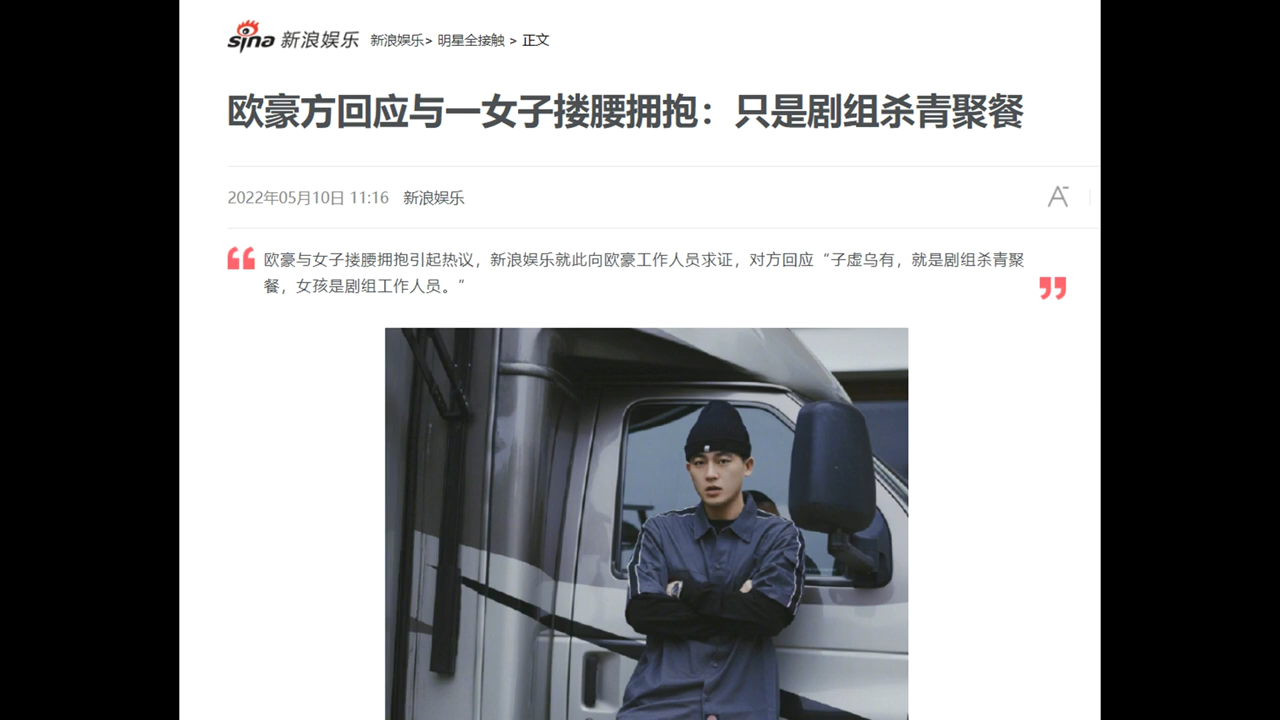 sina 新浪娱乐 新浪娱乐> 明星全接触 > 正文
欧豪方回应与一女子搂腰拥抱：只是剧组杀青聚餐
2022年05月10日 11:16 新浪娱乐 A-
欧豪与女子搂腰拥抱引起热议，新浪娱乐就此向欧豪工作人员求证，对方回应“子虚乌有，就是剧组杀青聚
餐，女孩是剧组工作人员。”